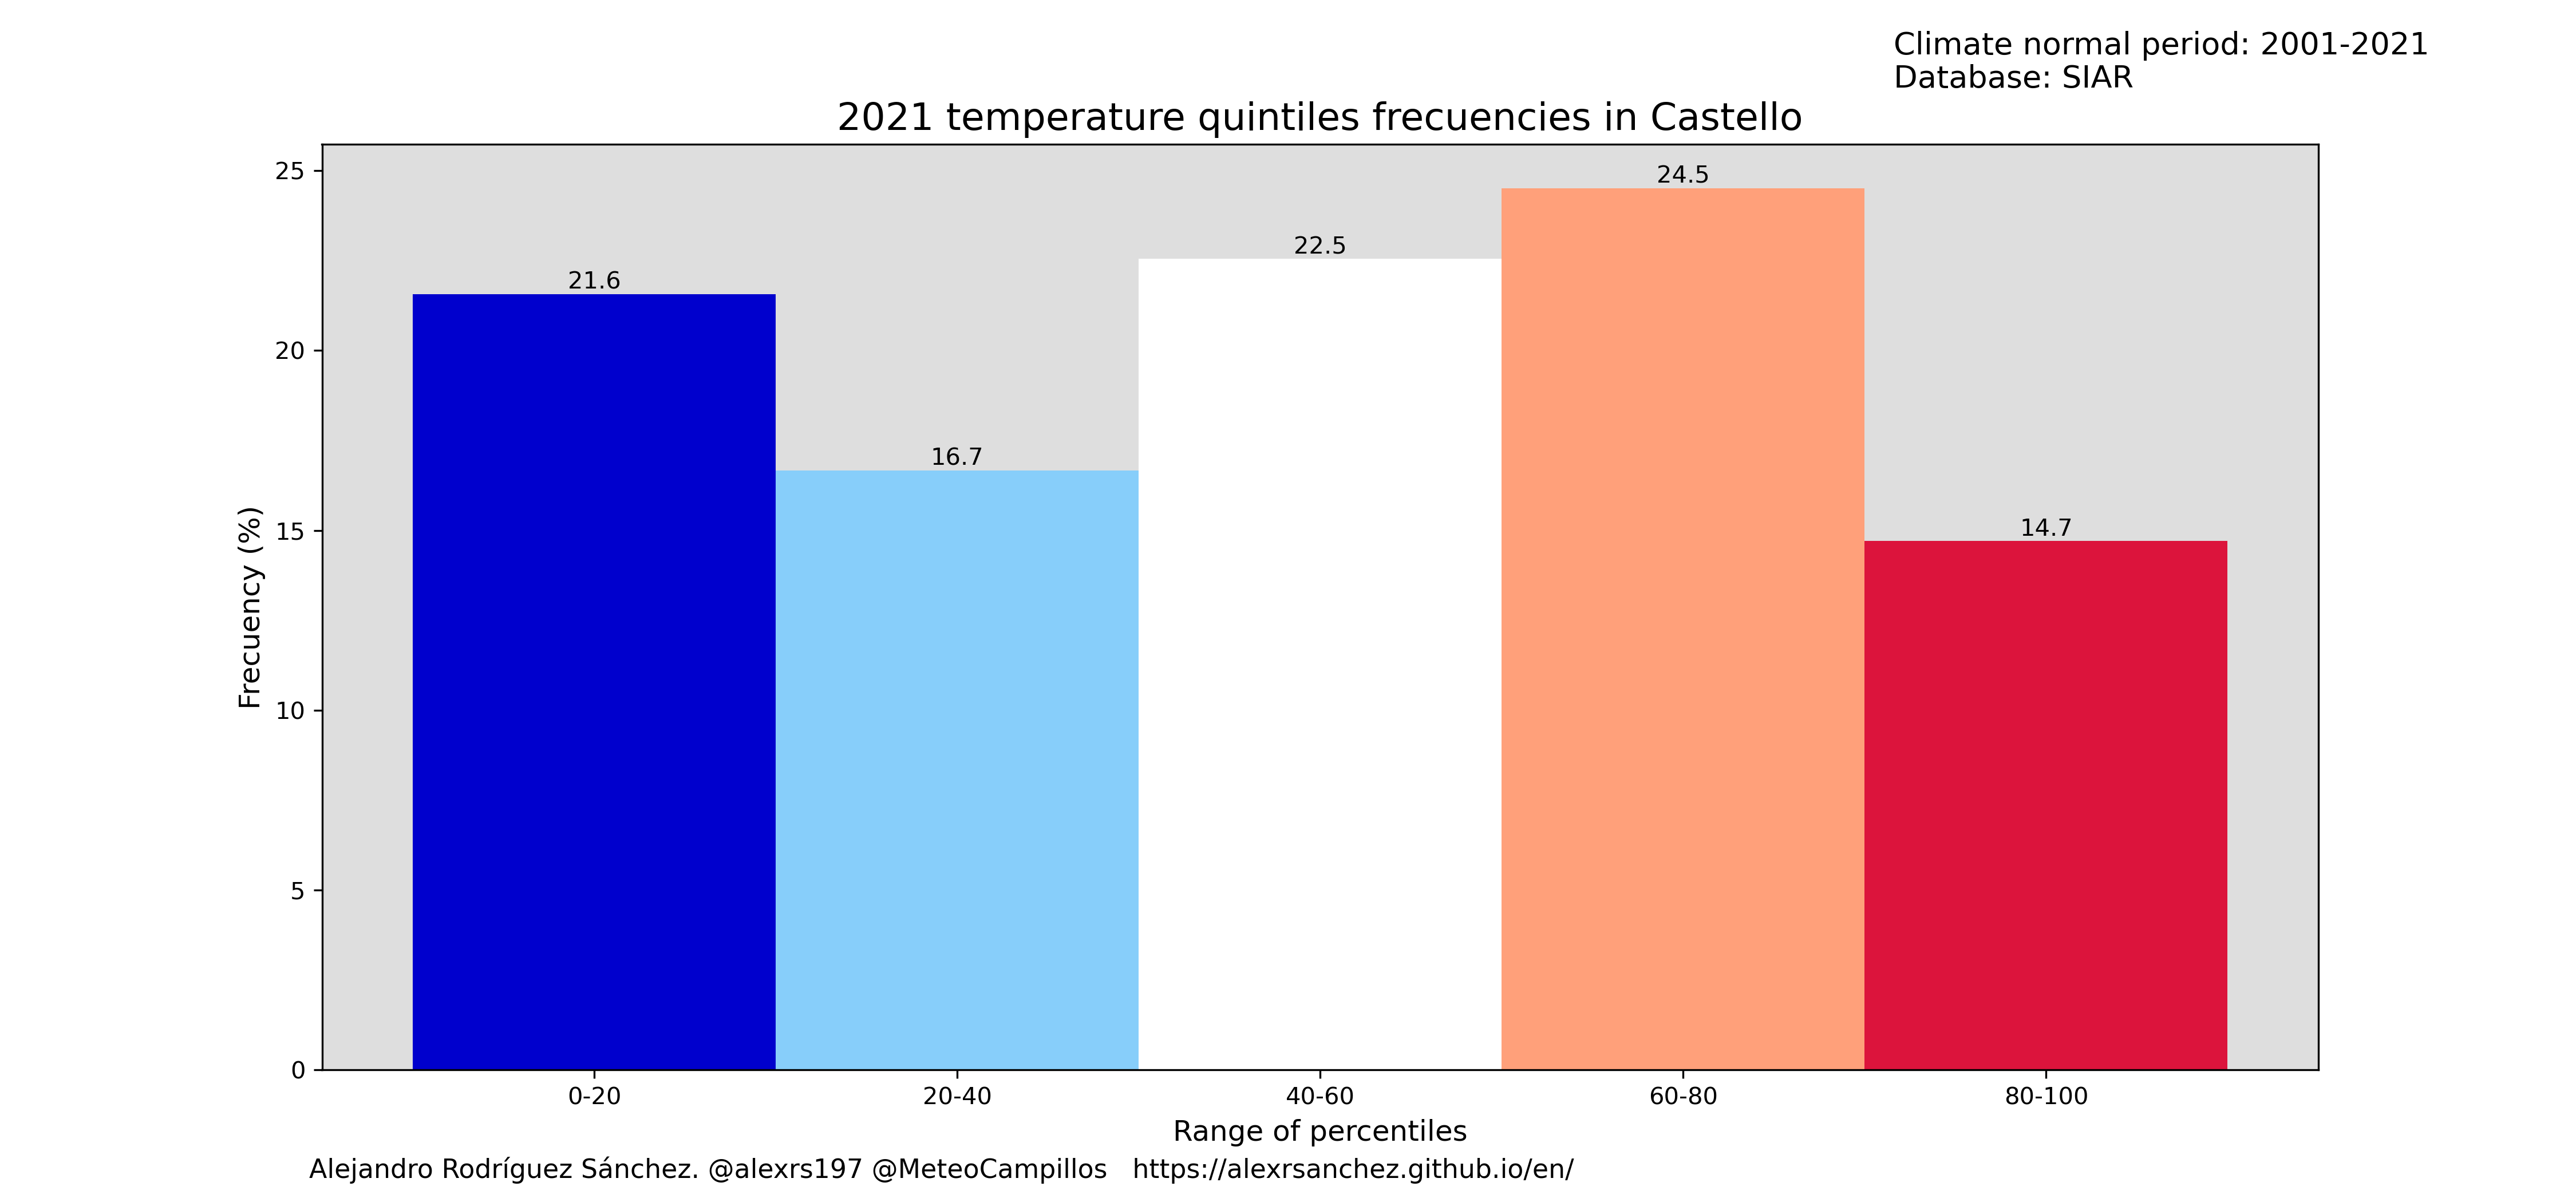 Climate normal period: 2001-2021
Database: SIAR
2021 temperature quintiles frecuencies in Castello
Frecuency (%)
25
20
15
10
5
0
21.6
16.7
22.5
24.5
14.7
0-20
20-40
40-60
60-80
80-100
Range of percentiles
Alejandro Rodríguez Sánchez. @alexrs197 @MeteoCampillos https://alexrsanchez.github.io/en/